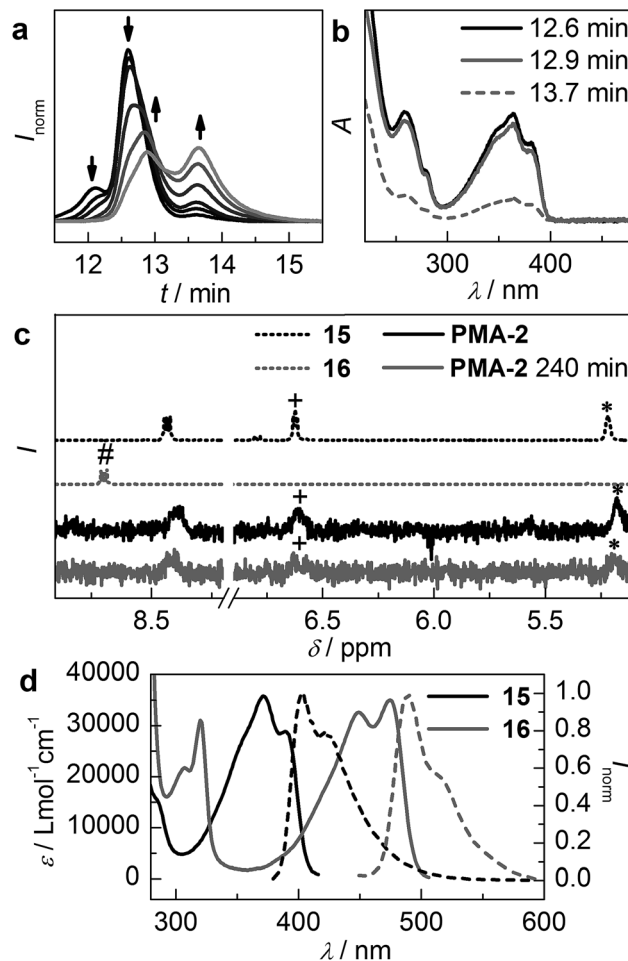 a
I norm
12 13 14 15
t / min
b
A
12.6 min
12.9 min
13.7 min
300 400
λ / nm
c
15 PMA-2
16 PMA-2 240 min
I
+ *
#
+ *
+ *
8.5 6.5 6.0 5.5
δ / ppm
d
ε / Lmol⁻¹cm⁻¹
40000
30000
20000
10000
0
15
16
1.0
0.8
0.6
0.4
0.2
0.0
I norm
300 400 500 600
λ / nm